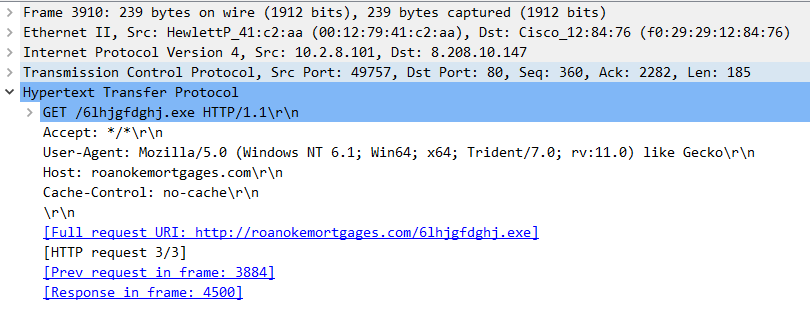 Frame 3910: 239 bytes on wire (1912 bits), 239 bytes captured (1912 bits)
Ethernet II, Src: HewlettP_41:c2:aa (00:12:79:41:c2:aa), Dst: Cisco_12:84:76 (f0:29:29:12:84:76)
Internet Protocol Version 4, Src: 10.2.8.101, Dst: 8.208.10.147
Transmission Control Protocol, Src Port: 49757, Dst Port: 80, Seq: 360, Ack: 2282, Len: 185
Hypertext Transfer Protocol
GET /6lhjgfdghj.exe HTTP/1.1\r\n
Accept: */*\r\n
User-Agent: Mozilla/5.0 (Windows NT 6.1; Win64; x64; Trident/7.0; rv:11.0) like Gecko\r\n
Host: roanokemortgages.com\r\n
Cache-Control: no-cache\r\n
\r\n
[Full request URI: http://roanokemortgages.com/6lhjgfdghj.exe]
[HTTP request 3/3]
[Prev request in frame: 3884]
[Response in frame: 4500]